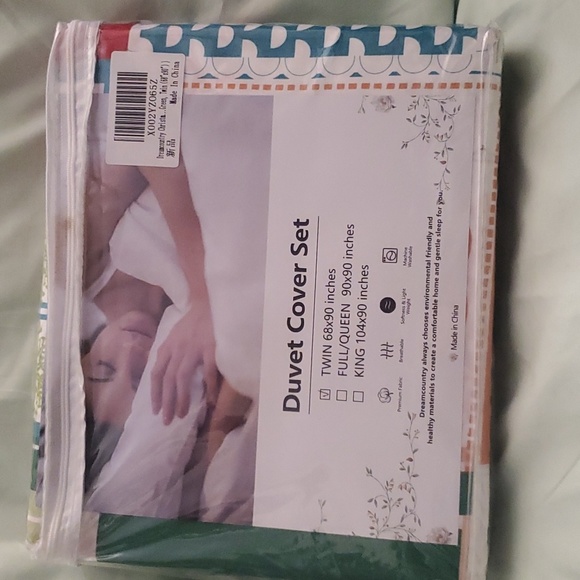 X002YZO65Z
New
Made In China
Duvet Cover Set
TWIN 68x90 inches
FULL/QUEEN 90x90 inches
KING 104x90 inches
Premium Fabric
Breathable
Softness & Light Weight
Machine Washable
Dreamcountry always chooses environmental friendly and
healthy materials to create a comfortable home and gentle sleep for you.
Made in China